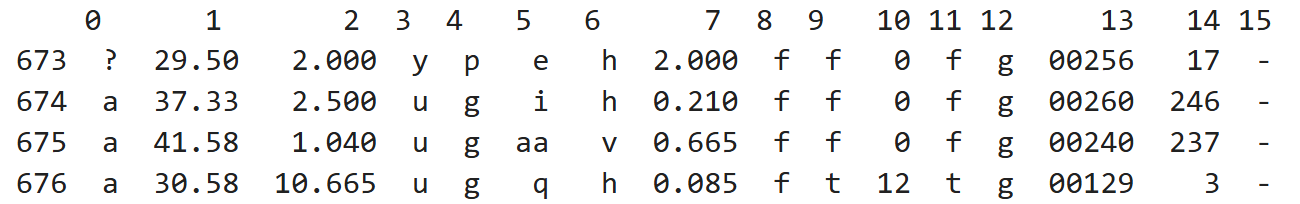 0 1 2 3 4 5 6 7 8 9 10 11 12 13 14 15
673 ? 29.50 2.000 y p e h 2.000 f f 0 f g 00256 17 -
674 a 37.33 2.500 u g i h 0.210 f f 0 f g 00260 246 -
675 a 41.58 1.040 u g aa v 0.665 f f 0 f g 00240 237 -
676 a 30.58 10.665 u g q h 0.085 f t 12 t g 00129 3 -